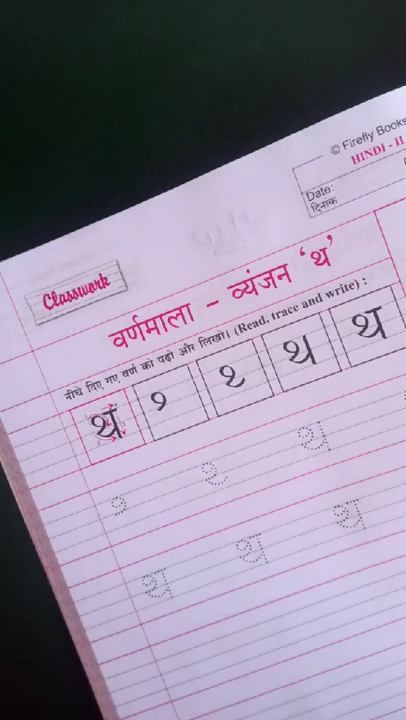 © Firefly Books
HINDI - II
Date:
दिनांक
Classwork
वर्णमाला - व्यंजन ‘थ’
नीचे दिए गए वर्ण को पढ़ो और लिखो। (Read, trace and write) :
थ थ थ
थ
थ थ थ